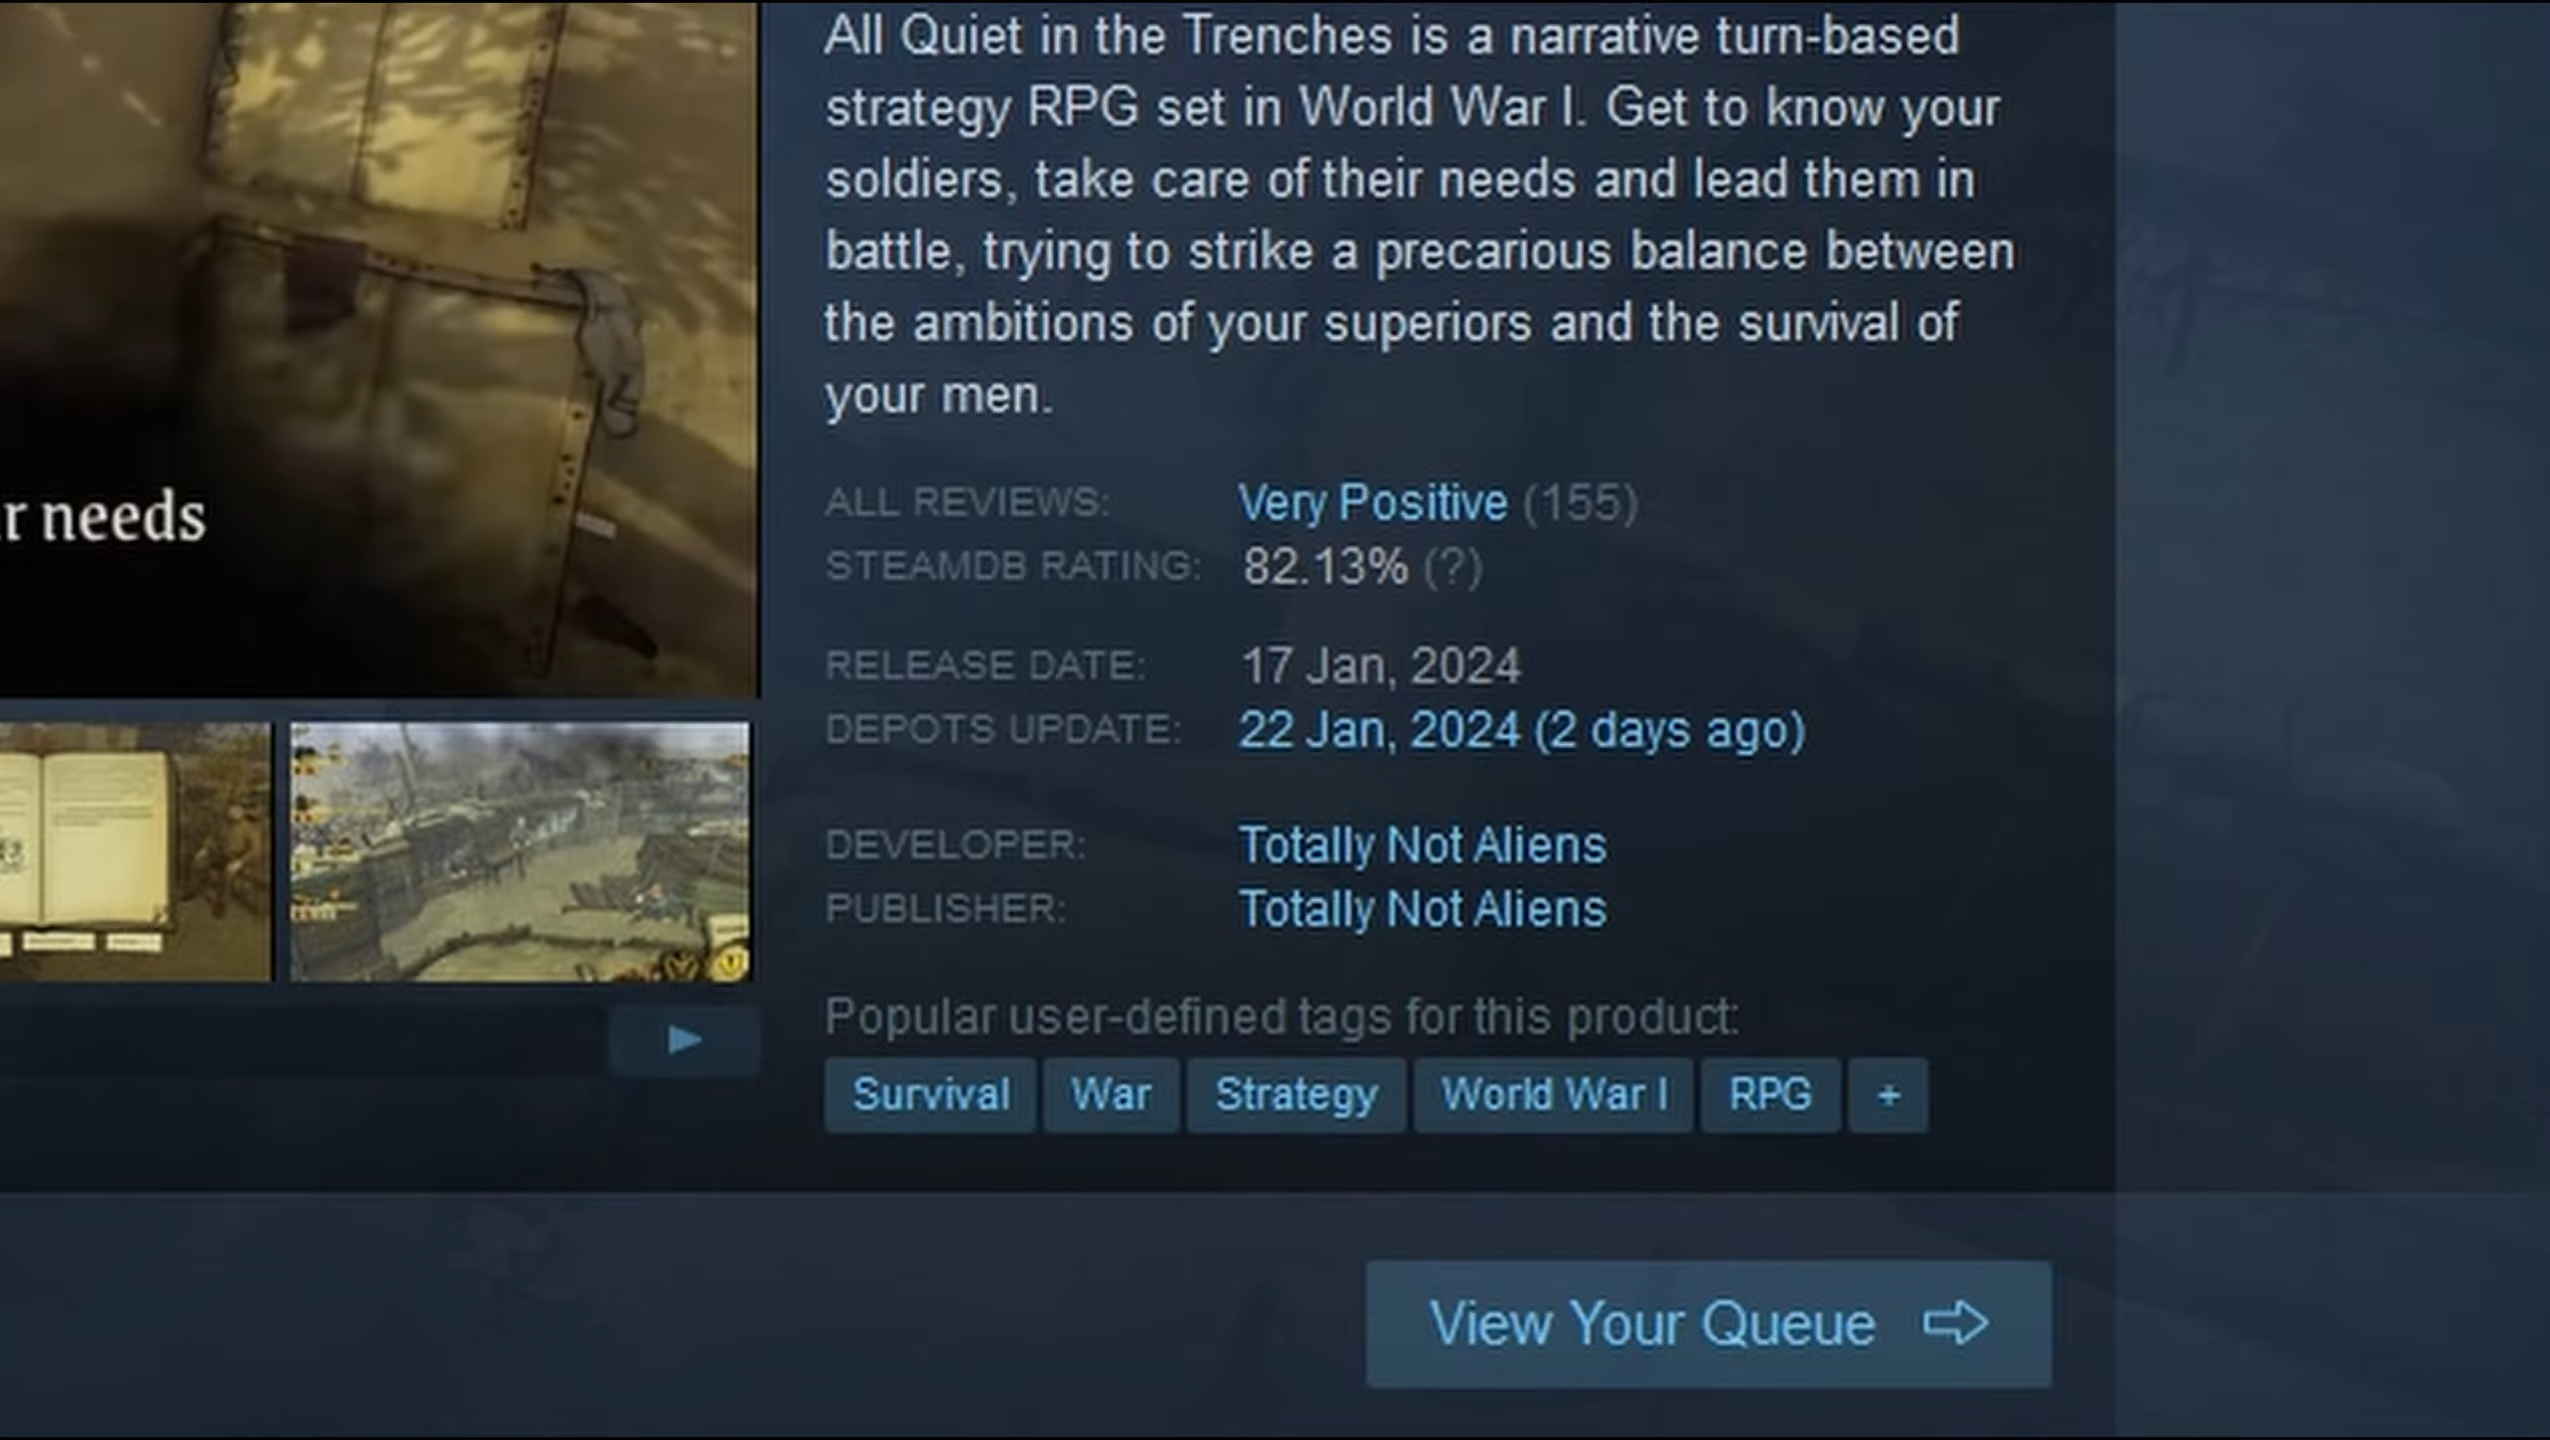 All Quiet in the Trenches is a narrative turn-based
strategy RPG set in World War I. Get to know your
soldiers, take care of their needs and lead them in
battle, trying to strike a precarious balance between
the ambitions of your superiors and the survival of
your men.
r needs
ALL REVIEWS: Very Positive (155)
STEAMDB RATING: 82.13% (?)
RELEASE DATE: 17 Jan, 2024
DEPOTS UPDATE: 22 Jan, 2024 (2 days ago)
DEVELOPER: Totally Not Aliens
PUBLISHER: Totally Not Aliens
Popular user-defined tags for this product:
Survival War Strategy World War I RPG +
View Your Queue